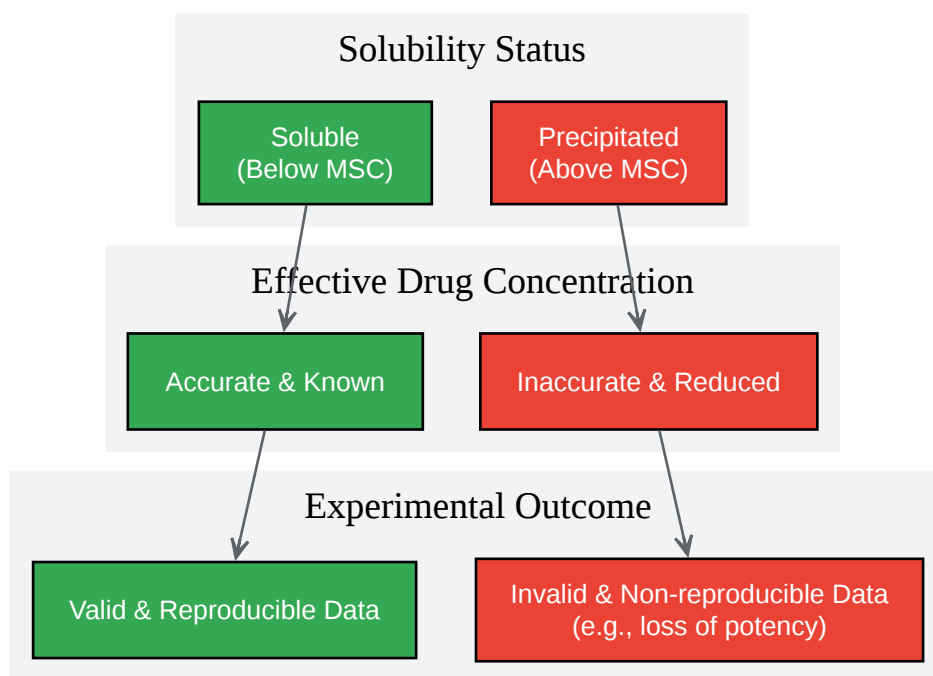 Solubility Status
Soluble
(Below MSC)
Precipitated
(Above MSC)
Effective Drug Concentration
Accurate & Known
Inaccurate & Reduced
Experimental Outcome
Valid & Reproducible Data
Invalid & Non-reproducible Data
(e.g., loss of potency)